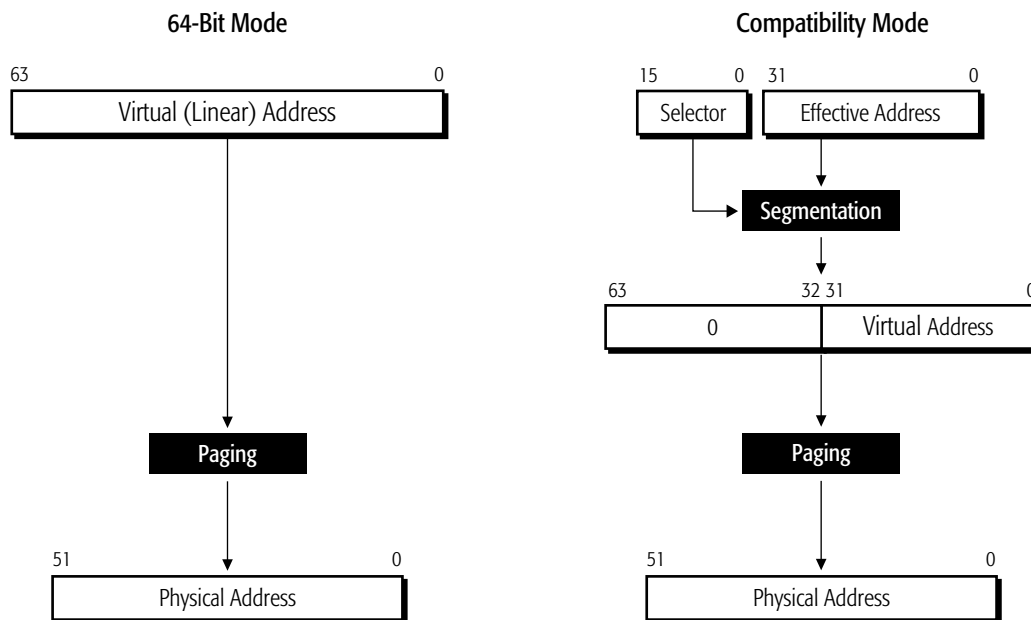 64-Bit Mode
63 0
Virtual (Linear) Address
Paging
51 0
Physical Address
Compatibility Mode
15 0 31 0
Selector Effective Address
Segmentation
63 32 31 0
0 Virtual Address
Paging
51 0
Physical Address